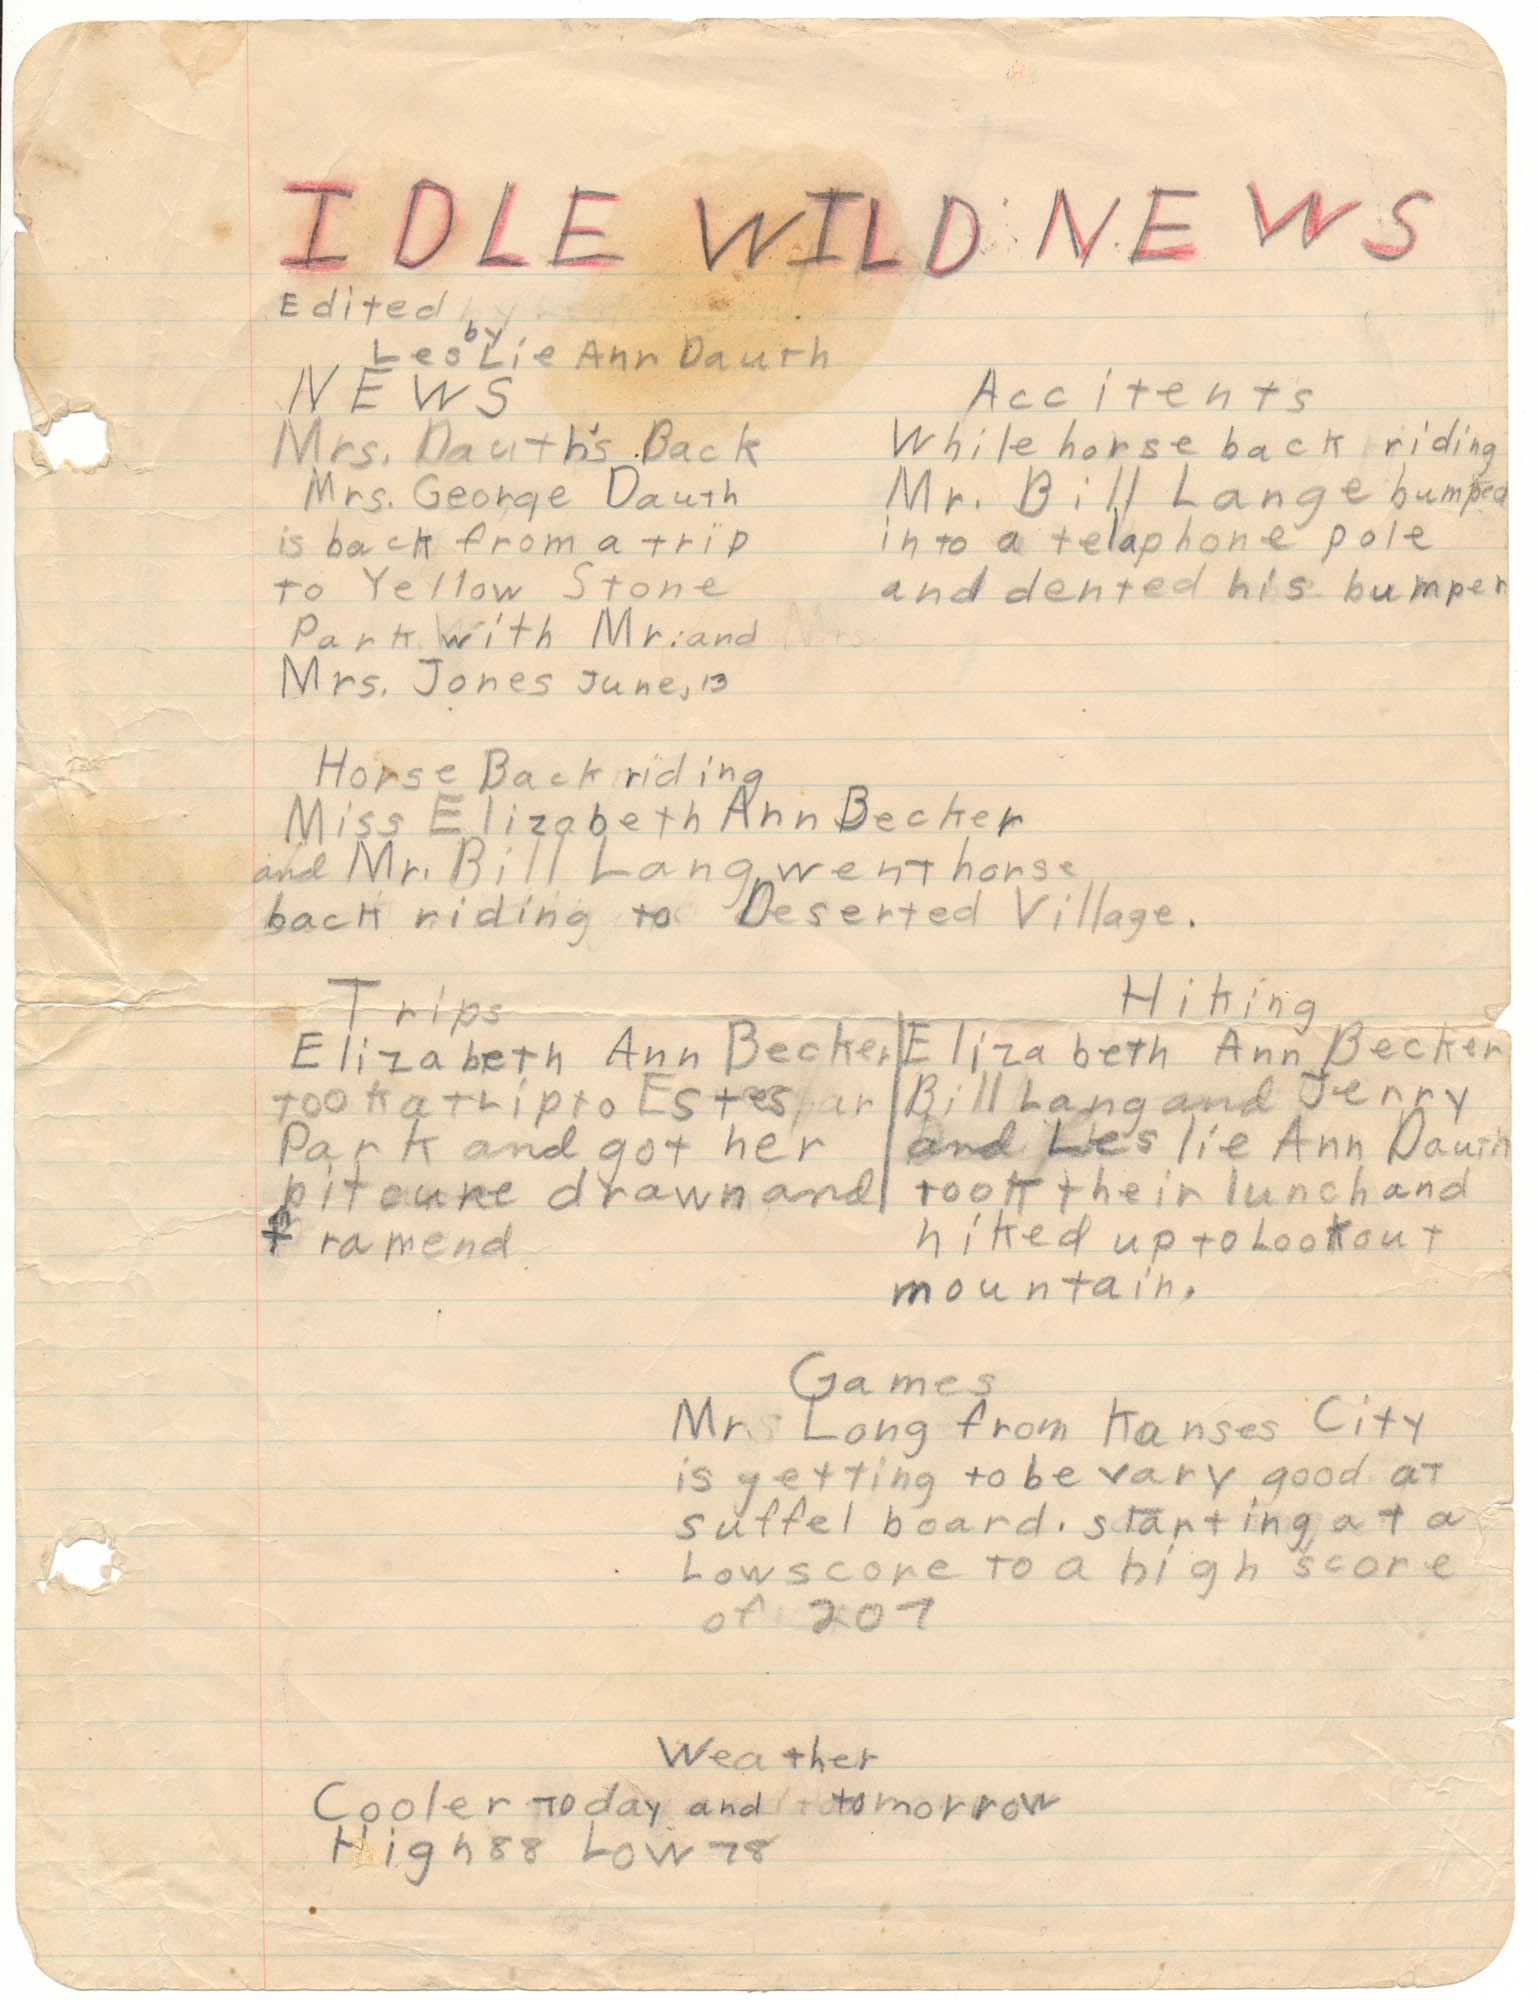 IDLE WILD NEWS
Edited
by
Leslie Ann Dauth
NEWS
Mrs. Dauth's Back
Mrs. George Dauth
is back from a trip
to Yellow Stone
Park with Mr. and
Mrs. Jones June, 13
Accitents
While horse back riding
Mr. Bill Lange bumped
into a telaphone pole
and dented his bumper
Horse Back riding
Miss Elizabeth Ann Becker
and Mr. Bill Lang went horse
back riding to Deserted Village.
Trips
Elizabeth Ann Becker
took a trip to Estes
Park and got her
pitcure drawn and
framend
Hiking
Elizabeth Ann Becker
Bill Lang and Jerry
and Leslie Ann Dauth
took their lunch and
hiked up to Lookout
mountain.
Games
Mr Long from Kanses City
is getting to be vary good at
suffel board. starting at a
Low score to a high score
of 207
Weather
Cooler today and tomorrow
High 88 Low 78